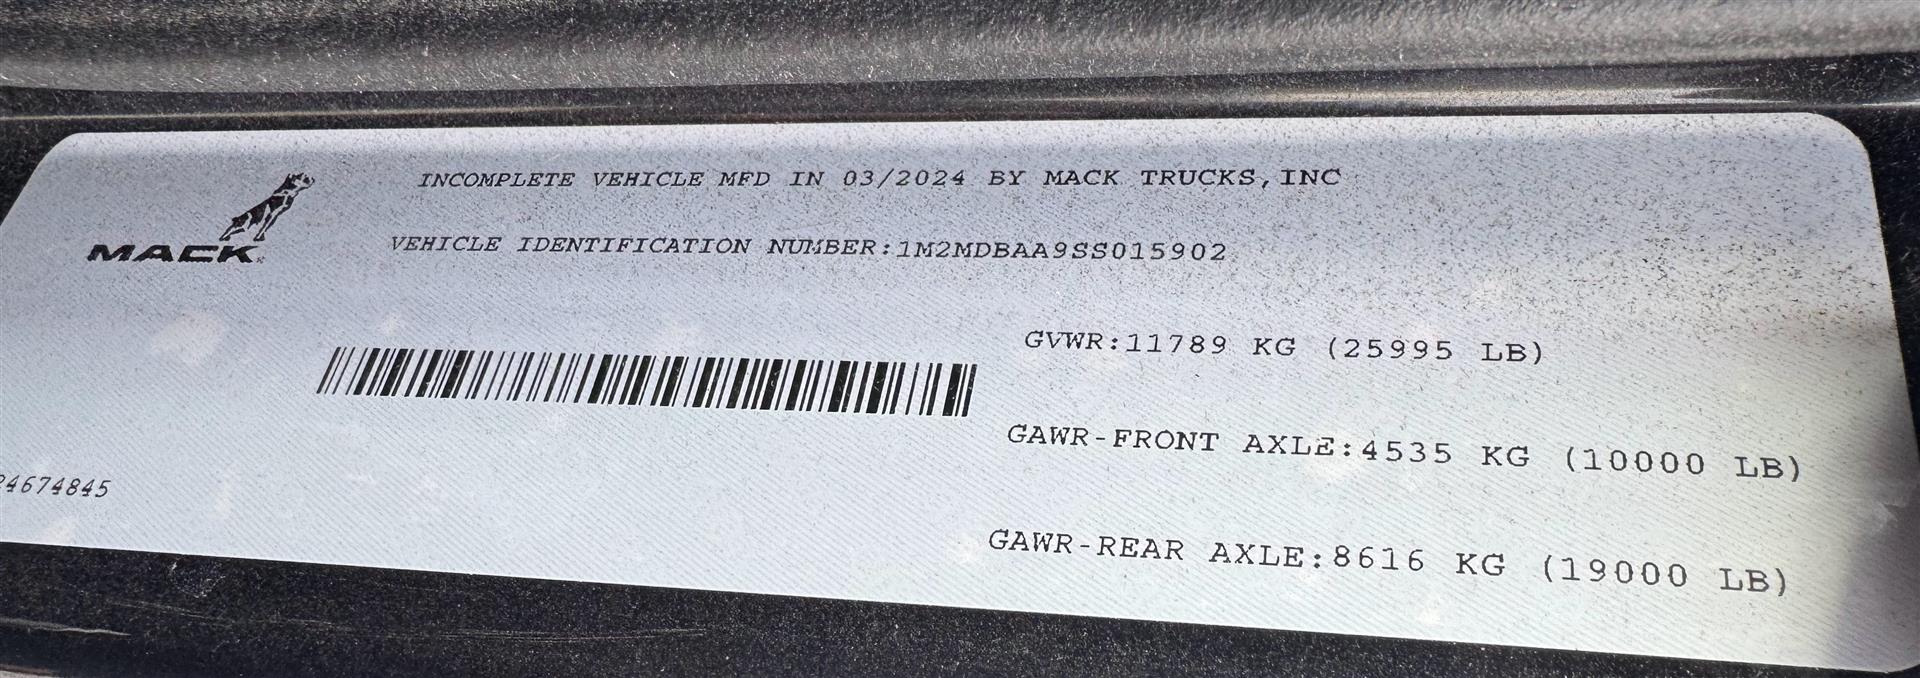 INCOMPLETE VEHICLE MFD IN 03/2024 BY MACK TRUCKS, INC
MACK
VEHICLE IDENTIFICATION NUMBER:1M2MDBAA9SS015902
GVWR:11789 KG (25995 LB)
GAWR-FRONT AXLE:4535 KG (10000 LB)
24674845
GAWR-REAR AXLE:8616 KG (19000 LB)